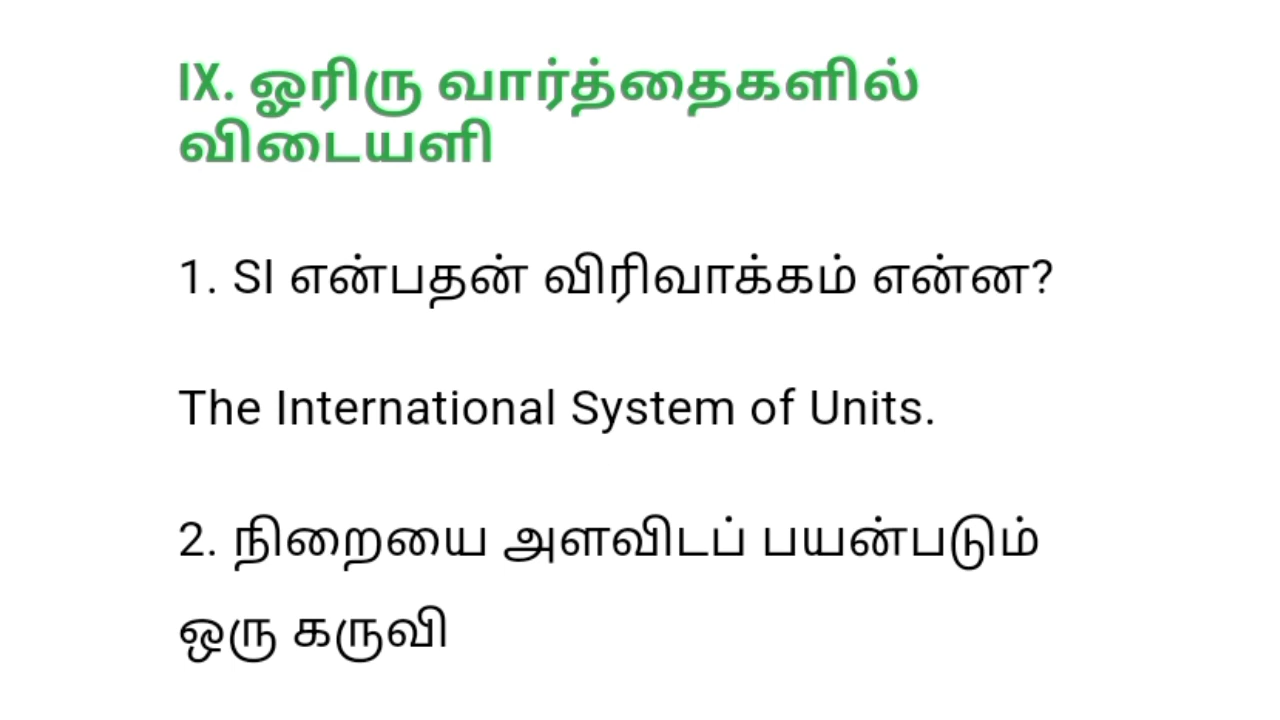 IX. ஓரிரு வார்த்தைகளில்
விடையளி
1. SI என்பதன் விரிவாக்கம் என்ன?
The International System of Units.
2. நிறையை அளவிடப் பயன்படும்
ஒரு கருவி